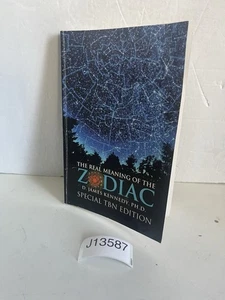 THE REAL MEANING OF THE
ZODIAC
D. JAMES KENNEDY, PH.D.
SPECIAL TBN EDITION
J13587